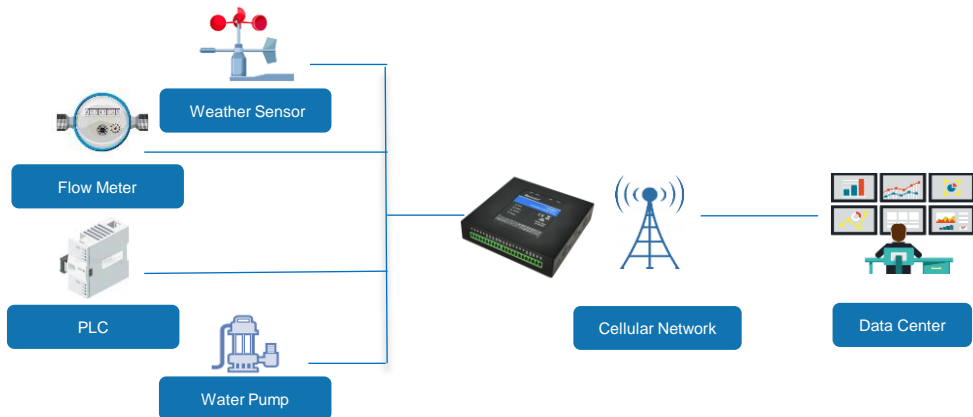 Weather Sensor
Flow Meter
PLC
Water Pump
Cellular Network
Data Center